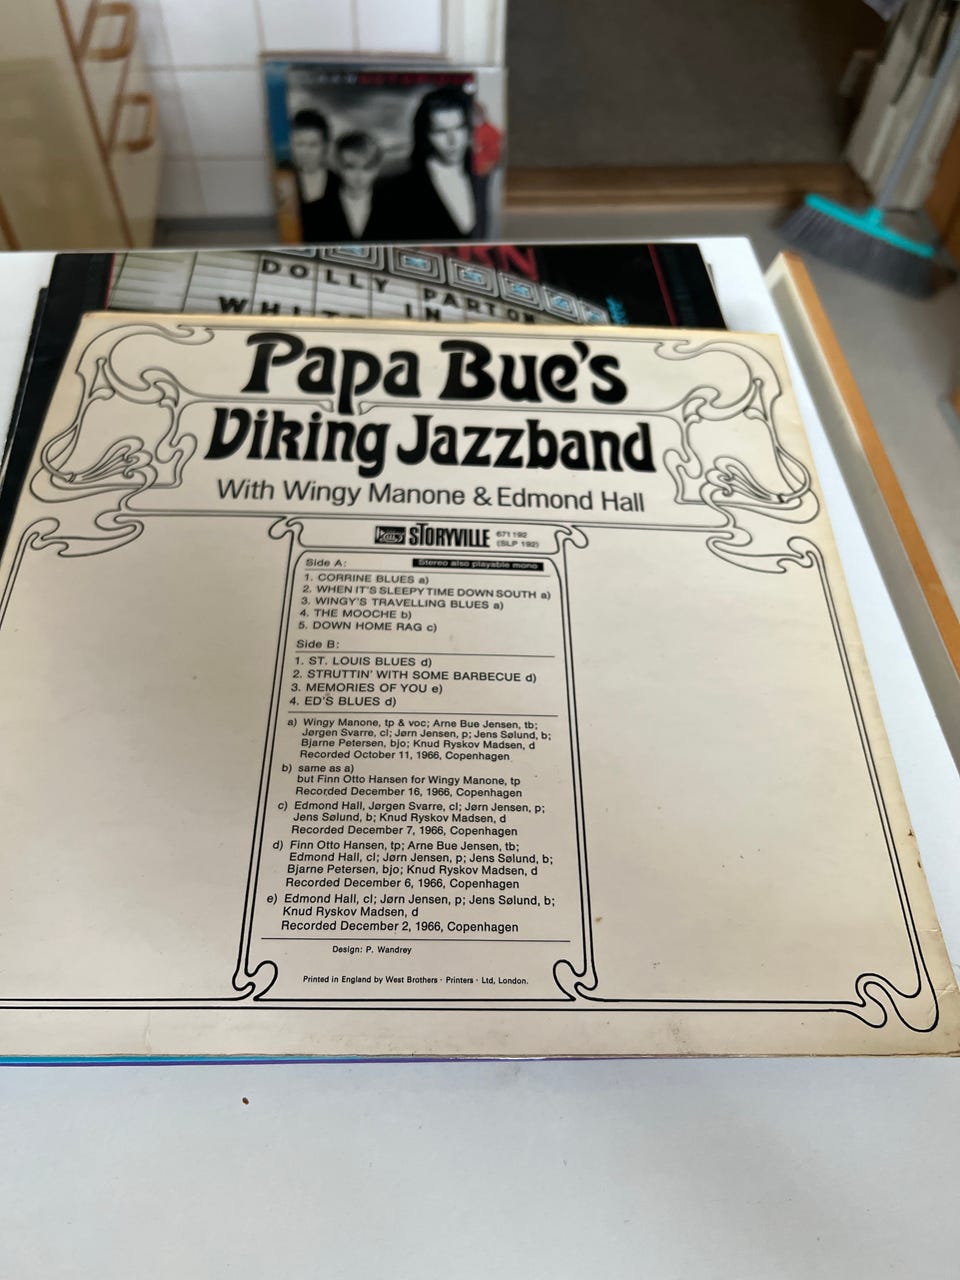 DOLLY PARTON
WHITE IN
Papa Bue's
Viking Jazzband
With Wingy Manone & Edmond Hall
STORYVILLE 671 192
(SLP 192)
Side A: Stereo also playable mono
1. CORRINE BLUES a)
2. WHEN IT'S SLEEPY TIME DOWN SOUTH a)
3. WINGY'S TRAVELLING BLUES a)
4. THE MOOCHE b)
5. DOWN HOME RAG c)
Side B:
1. ST. LOUIS BLUES d)
2. STRUTTIN' WITH SOME BARBECUE d)
3. MEMORIES OF YOU e)
4. ED'S BLUES d)
a) Wingy Manone, tp & voc; Arne Bue Jensen, tb;
Jørgen Svarre, cl; Jørn Jensen, p; Jens Sølund, b;
Bjarne Petersen, bjo; Knud Ryskov Madsen, d
Recorded October 11, 1966, Copenhagen
b) same as a)
but Finn Otto Hansen for Wingy Manone, tp
Recorded December 16, 1966, Copenhagen
c) Edmond Hall, Jørgen Svarre, cl; Jørn Jensen, p;
Jens Sølund, b; Knud Ryskov Madsen, d
Recorded December 7, 1966, Copenhagen
d) Finn Otto Hansen, tp; Arne Bue Jensen, tb;
Edmond Hall, cl; Jørn Jensen, p; Jens Sølund, b;
Bjarne Petersen, bjo; Knud Ryskov Madsen, d
Recorded December 6, 1966, Copenhagen
e) Edmond Hall, cl; Jørn Jensen, p; Jens Sølund, b;
Knud Ryskov Madsen, d
Recorded December 2, 1966, Copenhagen
Design: P. Wandrey
Printed in England by West Brothers · Printers · Ltd, London.